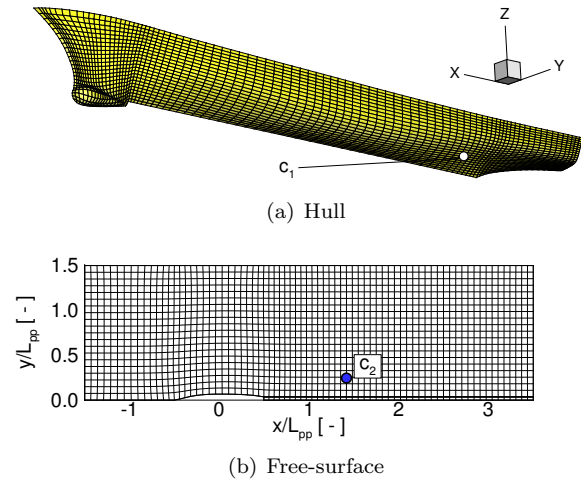 Z
X
Y
c₁
(a) Hull
1.5
1.0
0.5
0.0
y/Lₚₚ [ - ]
c₂
-1 0 1 2 3
x/Lₚₚ [ - ]
(b) Free-surface